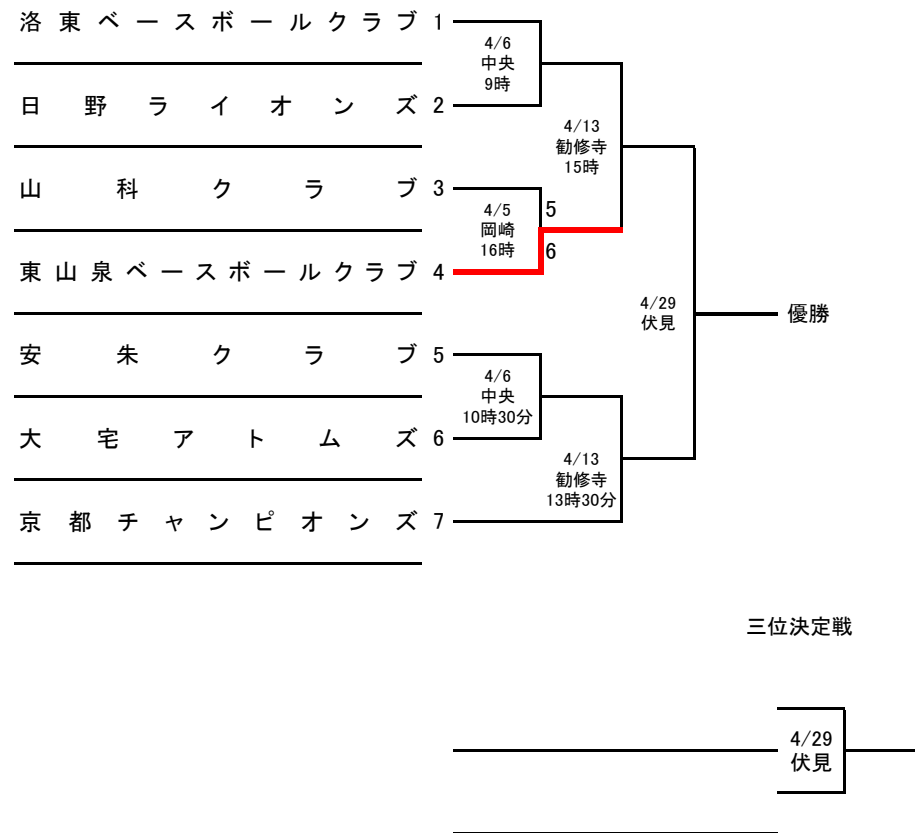 洛東ベースボールクラブ 1
4/6
中央
9時
日野ライオンズ 2
4/13
勧修寺
15時
山科クラブ 3
4/5
岡崎
16時
5
6
東山泉ベースボールクラブ 4
4/29
伏見
優勝
安朱クラブ 5
4/6
中央
10時30分
大宅アトムズ 6
4/13
勧修寺
13時30分
京都チャンピオンズ 7
三位決定戦
4/29
伏見